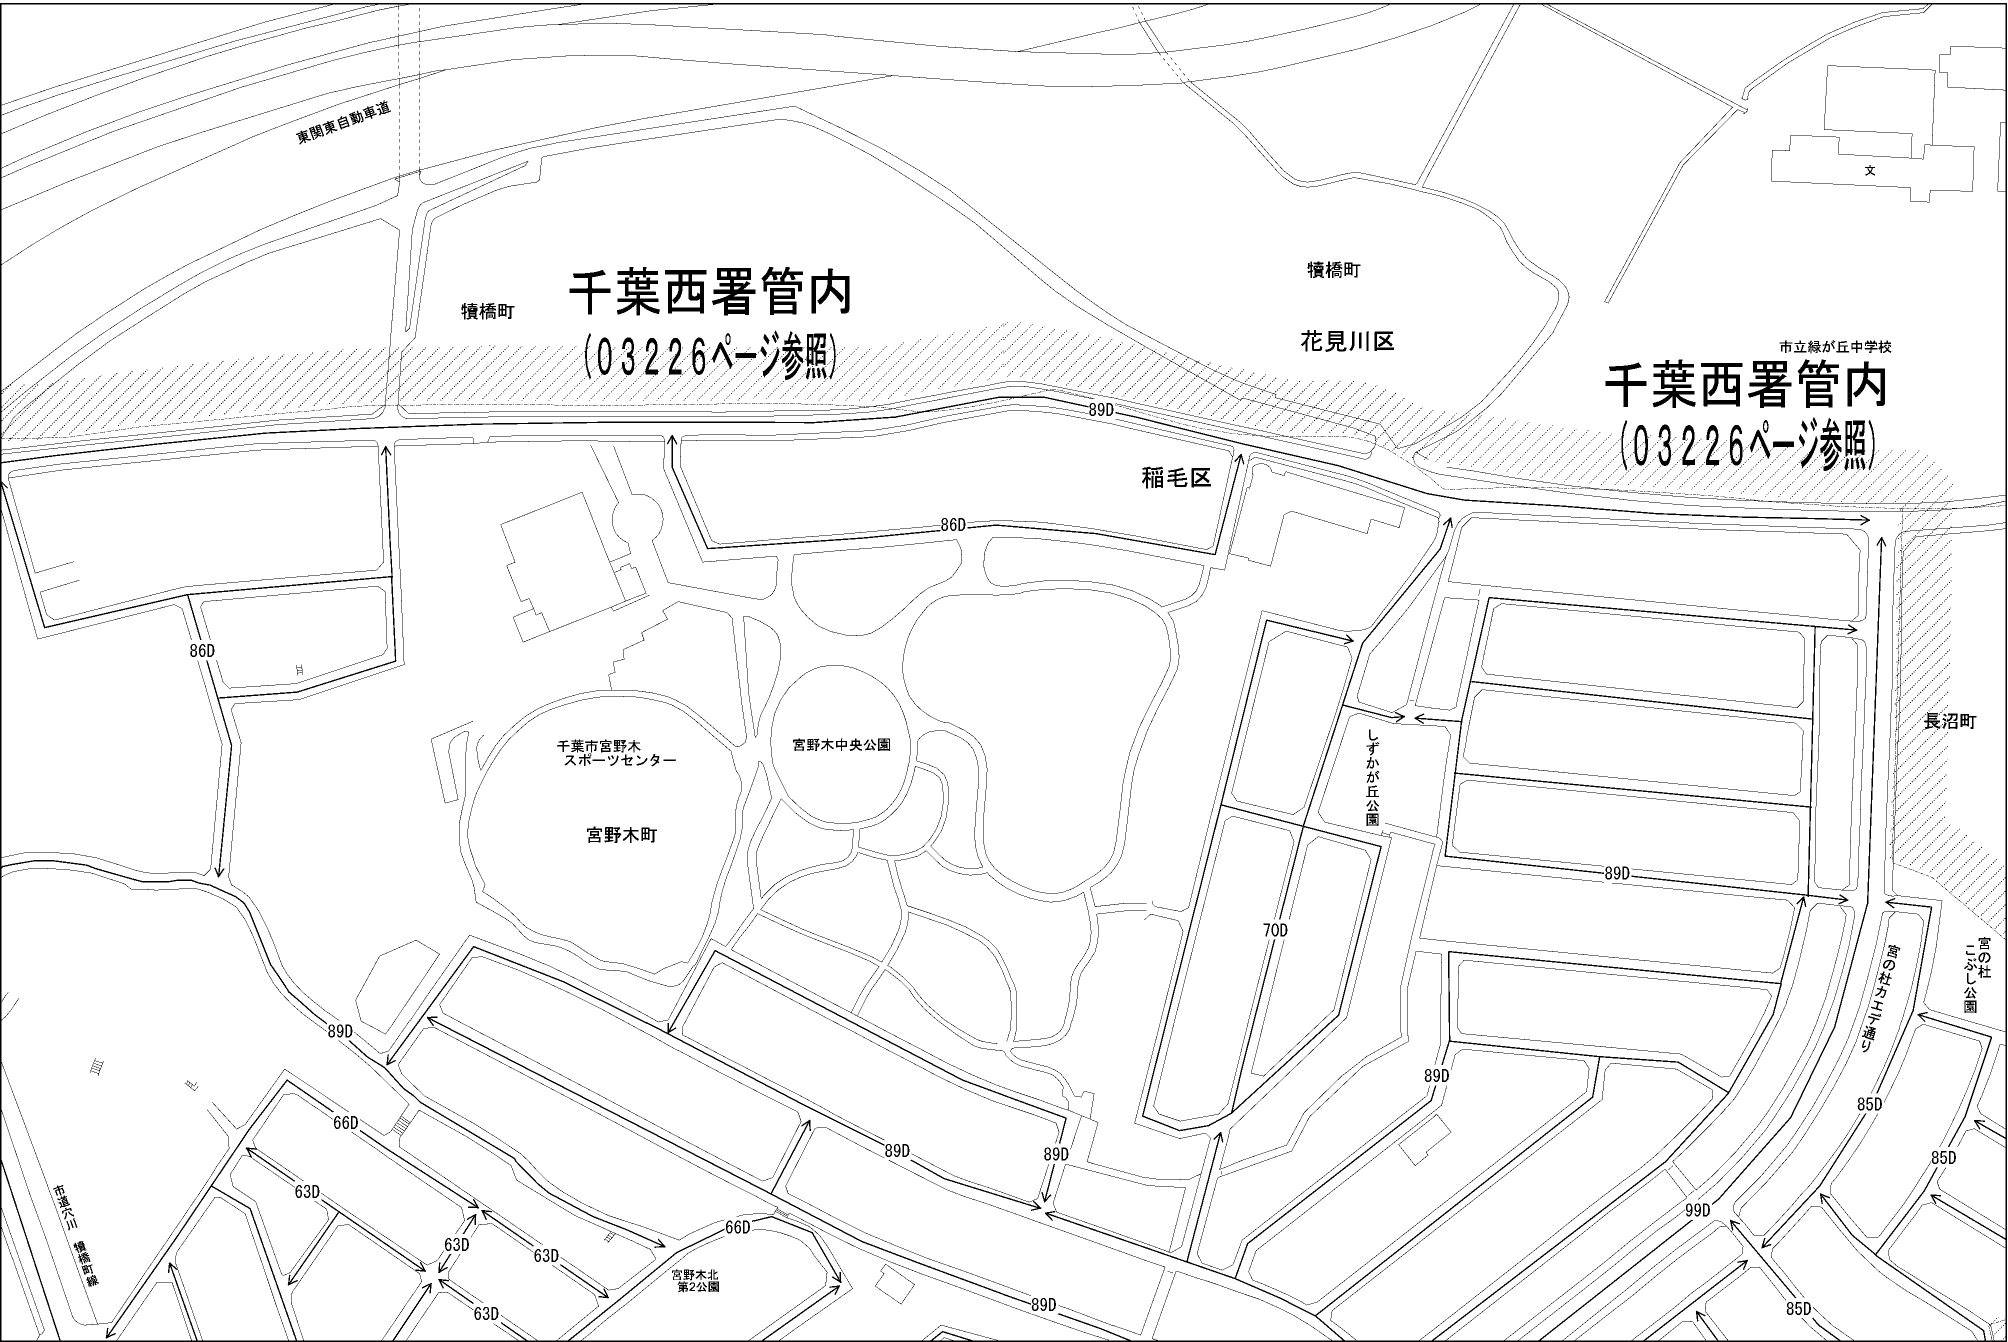 東関東自動車道
文
千葉西署管内
(03226ページ参照)
犢橋町
犢橋町
花見川区
市立緑が丘中学校
千葉西署管内
(03226ページ参照)
89D
稲毛区
86D
86D
長沼町
千葉市宮野木
スポーツセンター
宮野木中央公園
しずかが丘公園
宮野木町
89D
70D
宮の杜
こぶし公園
宮の杜カエデ通り
89D
89D
85D
66D
89D
89D
85D
63D
市道穴川 犢橋町線
99D
66D
63D
63D
宮野木北
第2公園
63D
89D
85D